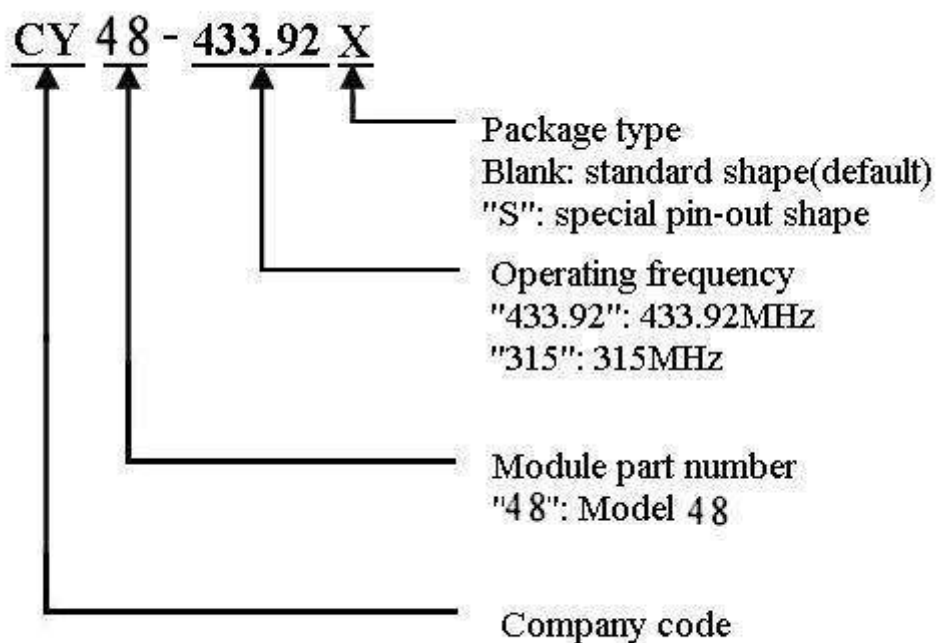 CY 48 - 433.92 X
Package type
Blank: standard shape(default)
"S": special pin-out shape
Operating frequency
"433.92": 433.92MHz
"315": 315MHz
Module part number
"48": Model 48
Company code